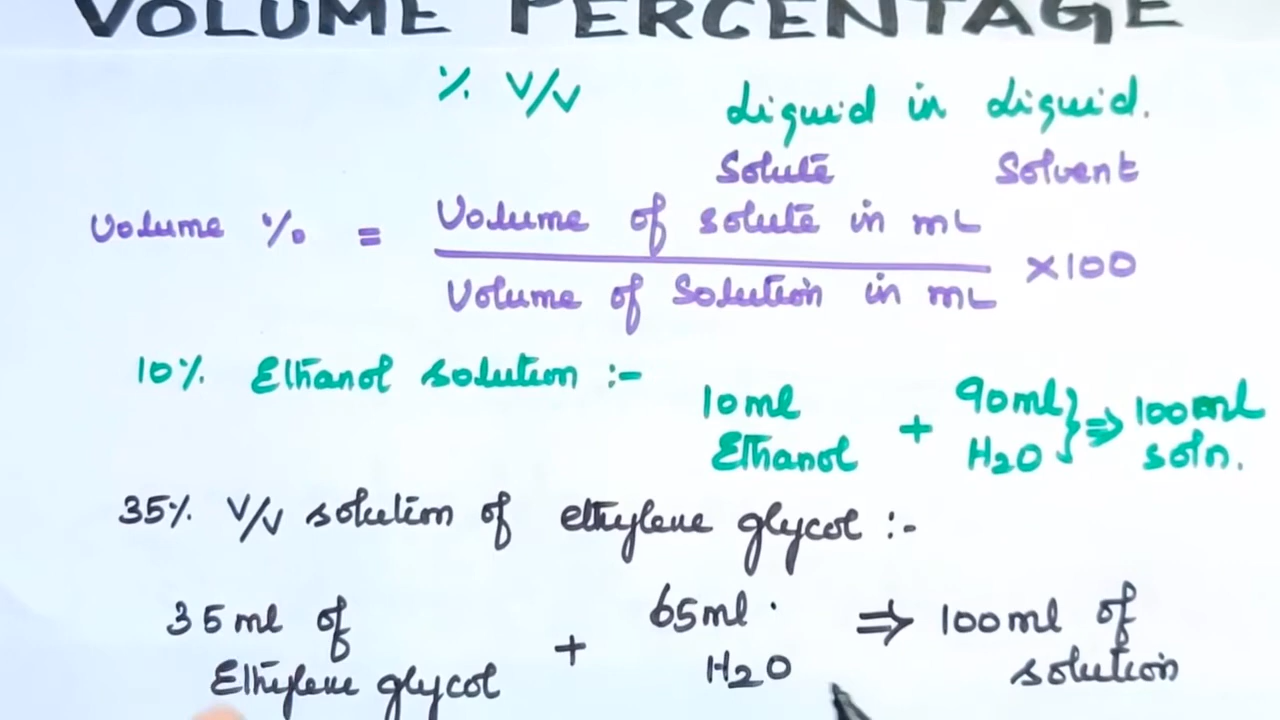 VOLUME PERCENTAGE
% V/V Liquid in Liquid.
Solute Solvent
Volume % = Volume of solute in mL
Volume of Solution in mL ×100
10% Ethanol solution :-
10ml Ethanol + 90ml H2O } ⇒ 100ml soln.
35% V/V solution of ethylene glycol :-
35ml of Ethylene glycol + 65ml. H2O ⇒ 100ml of solution